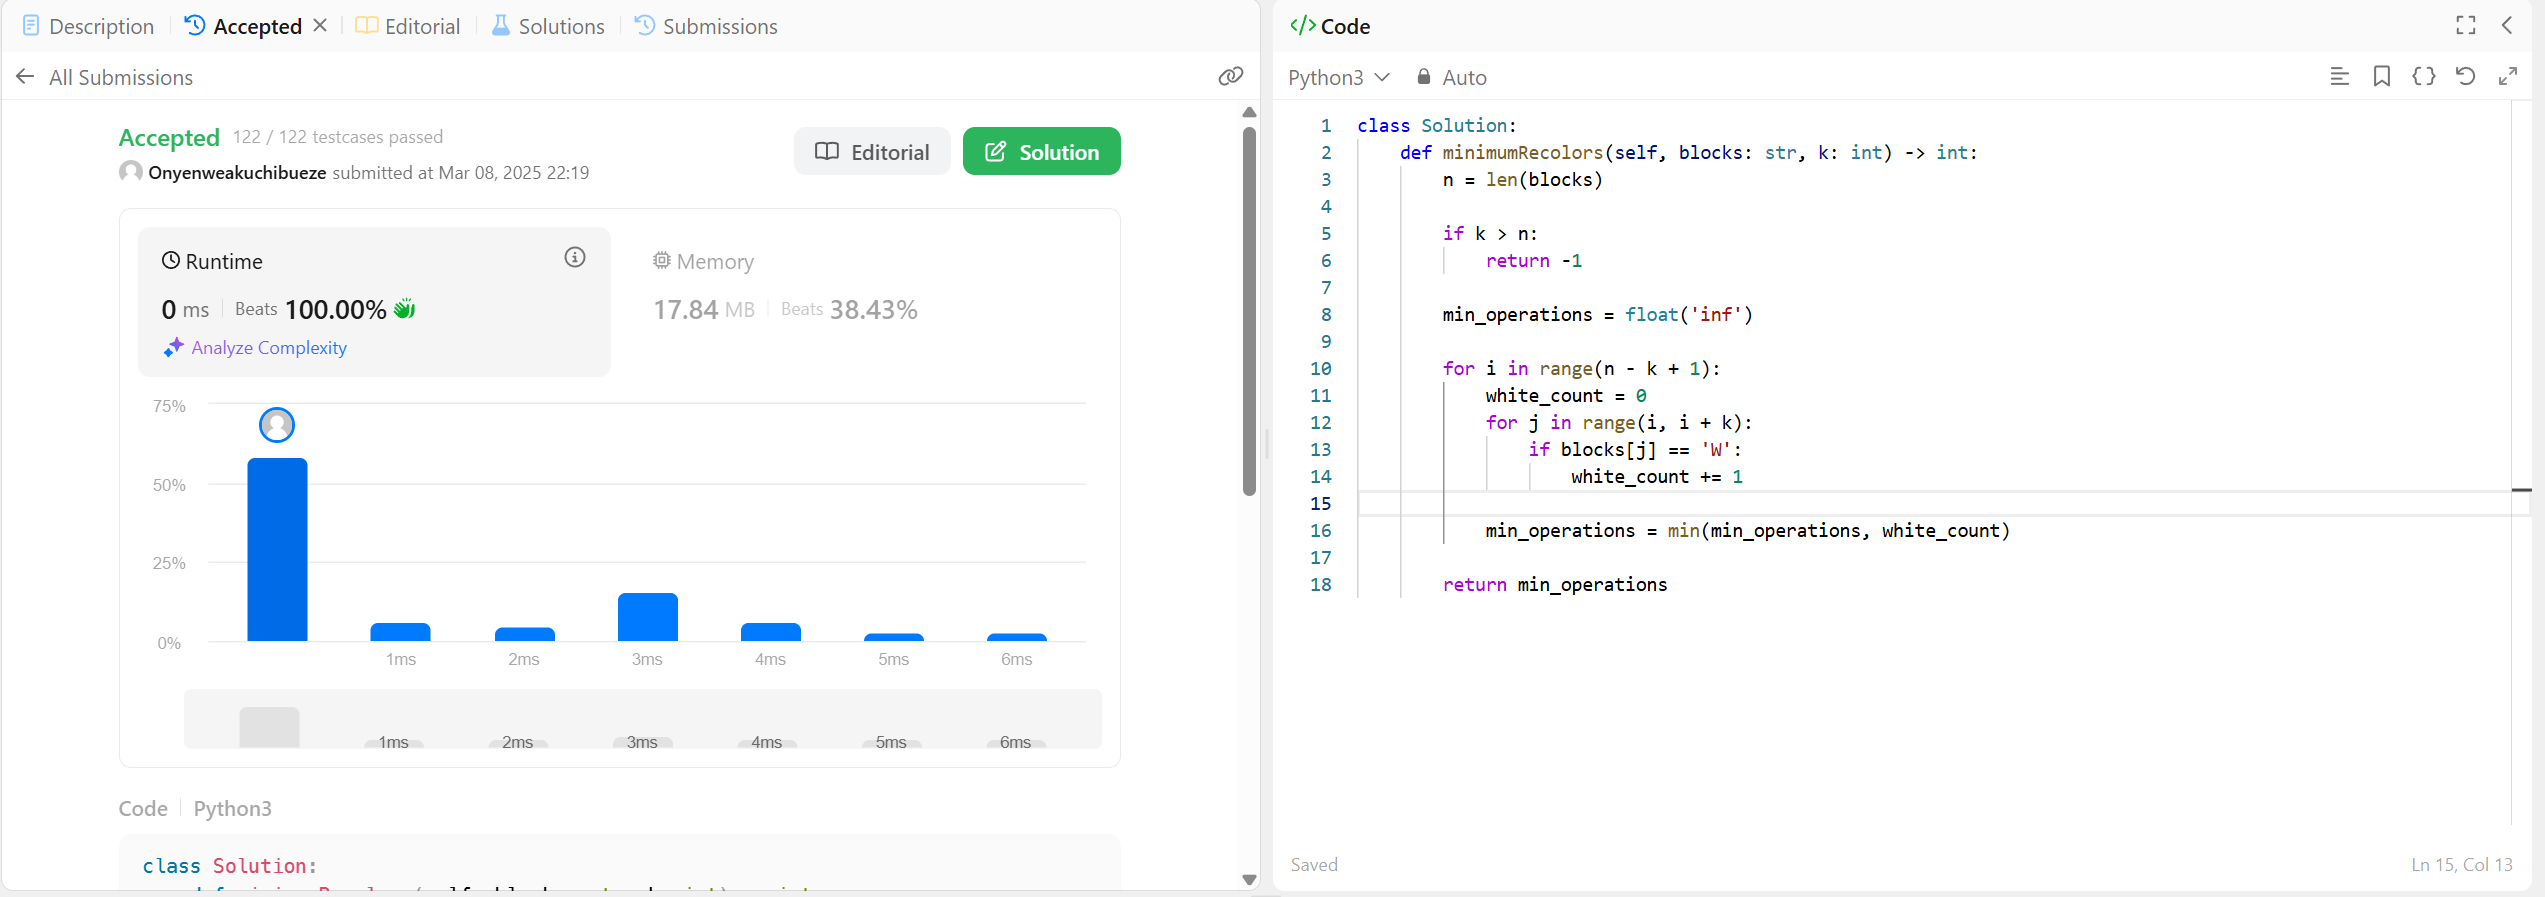 Description
Accepted
Editorial
Solutions
Submissions
All Submissions
Accepted 122 / 122 testcases passed
Onyenweakuchibueze submitted at Mar 08, 2025 22:19
Editorial
Solution
Runtime
0 ms Beats 100.00%
Analyze Complexity
Memory
17.84 MB Beats 38.43%
75%
50%
25%
0%
1ms 2ms 3ms 4ms 5ms 6ms
1ms 2ms 3ms 4ms 5ms 6ms
Code Python3
class Solution:
</> Code
Python3 Auto
1 class Solution:
2     def minimumRecolors(self, blocks: str, k: int) -> int:
3         n = len(blocks)
4
5         if k > n:
6             return -1
7
8         min_operations = float('inf')
9
10         for i in range(n - k + 1):
11             white_count = 0
12             for j in range(i, i + k):
13                 if blocks[j] == 'W':
14                     white_count += 1
15
16             min_operations = min(min_operations, white_count)
17
18         return min_operations
Saved
Ln 15, Col 13